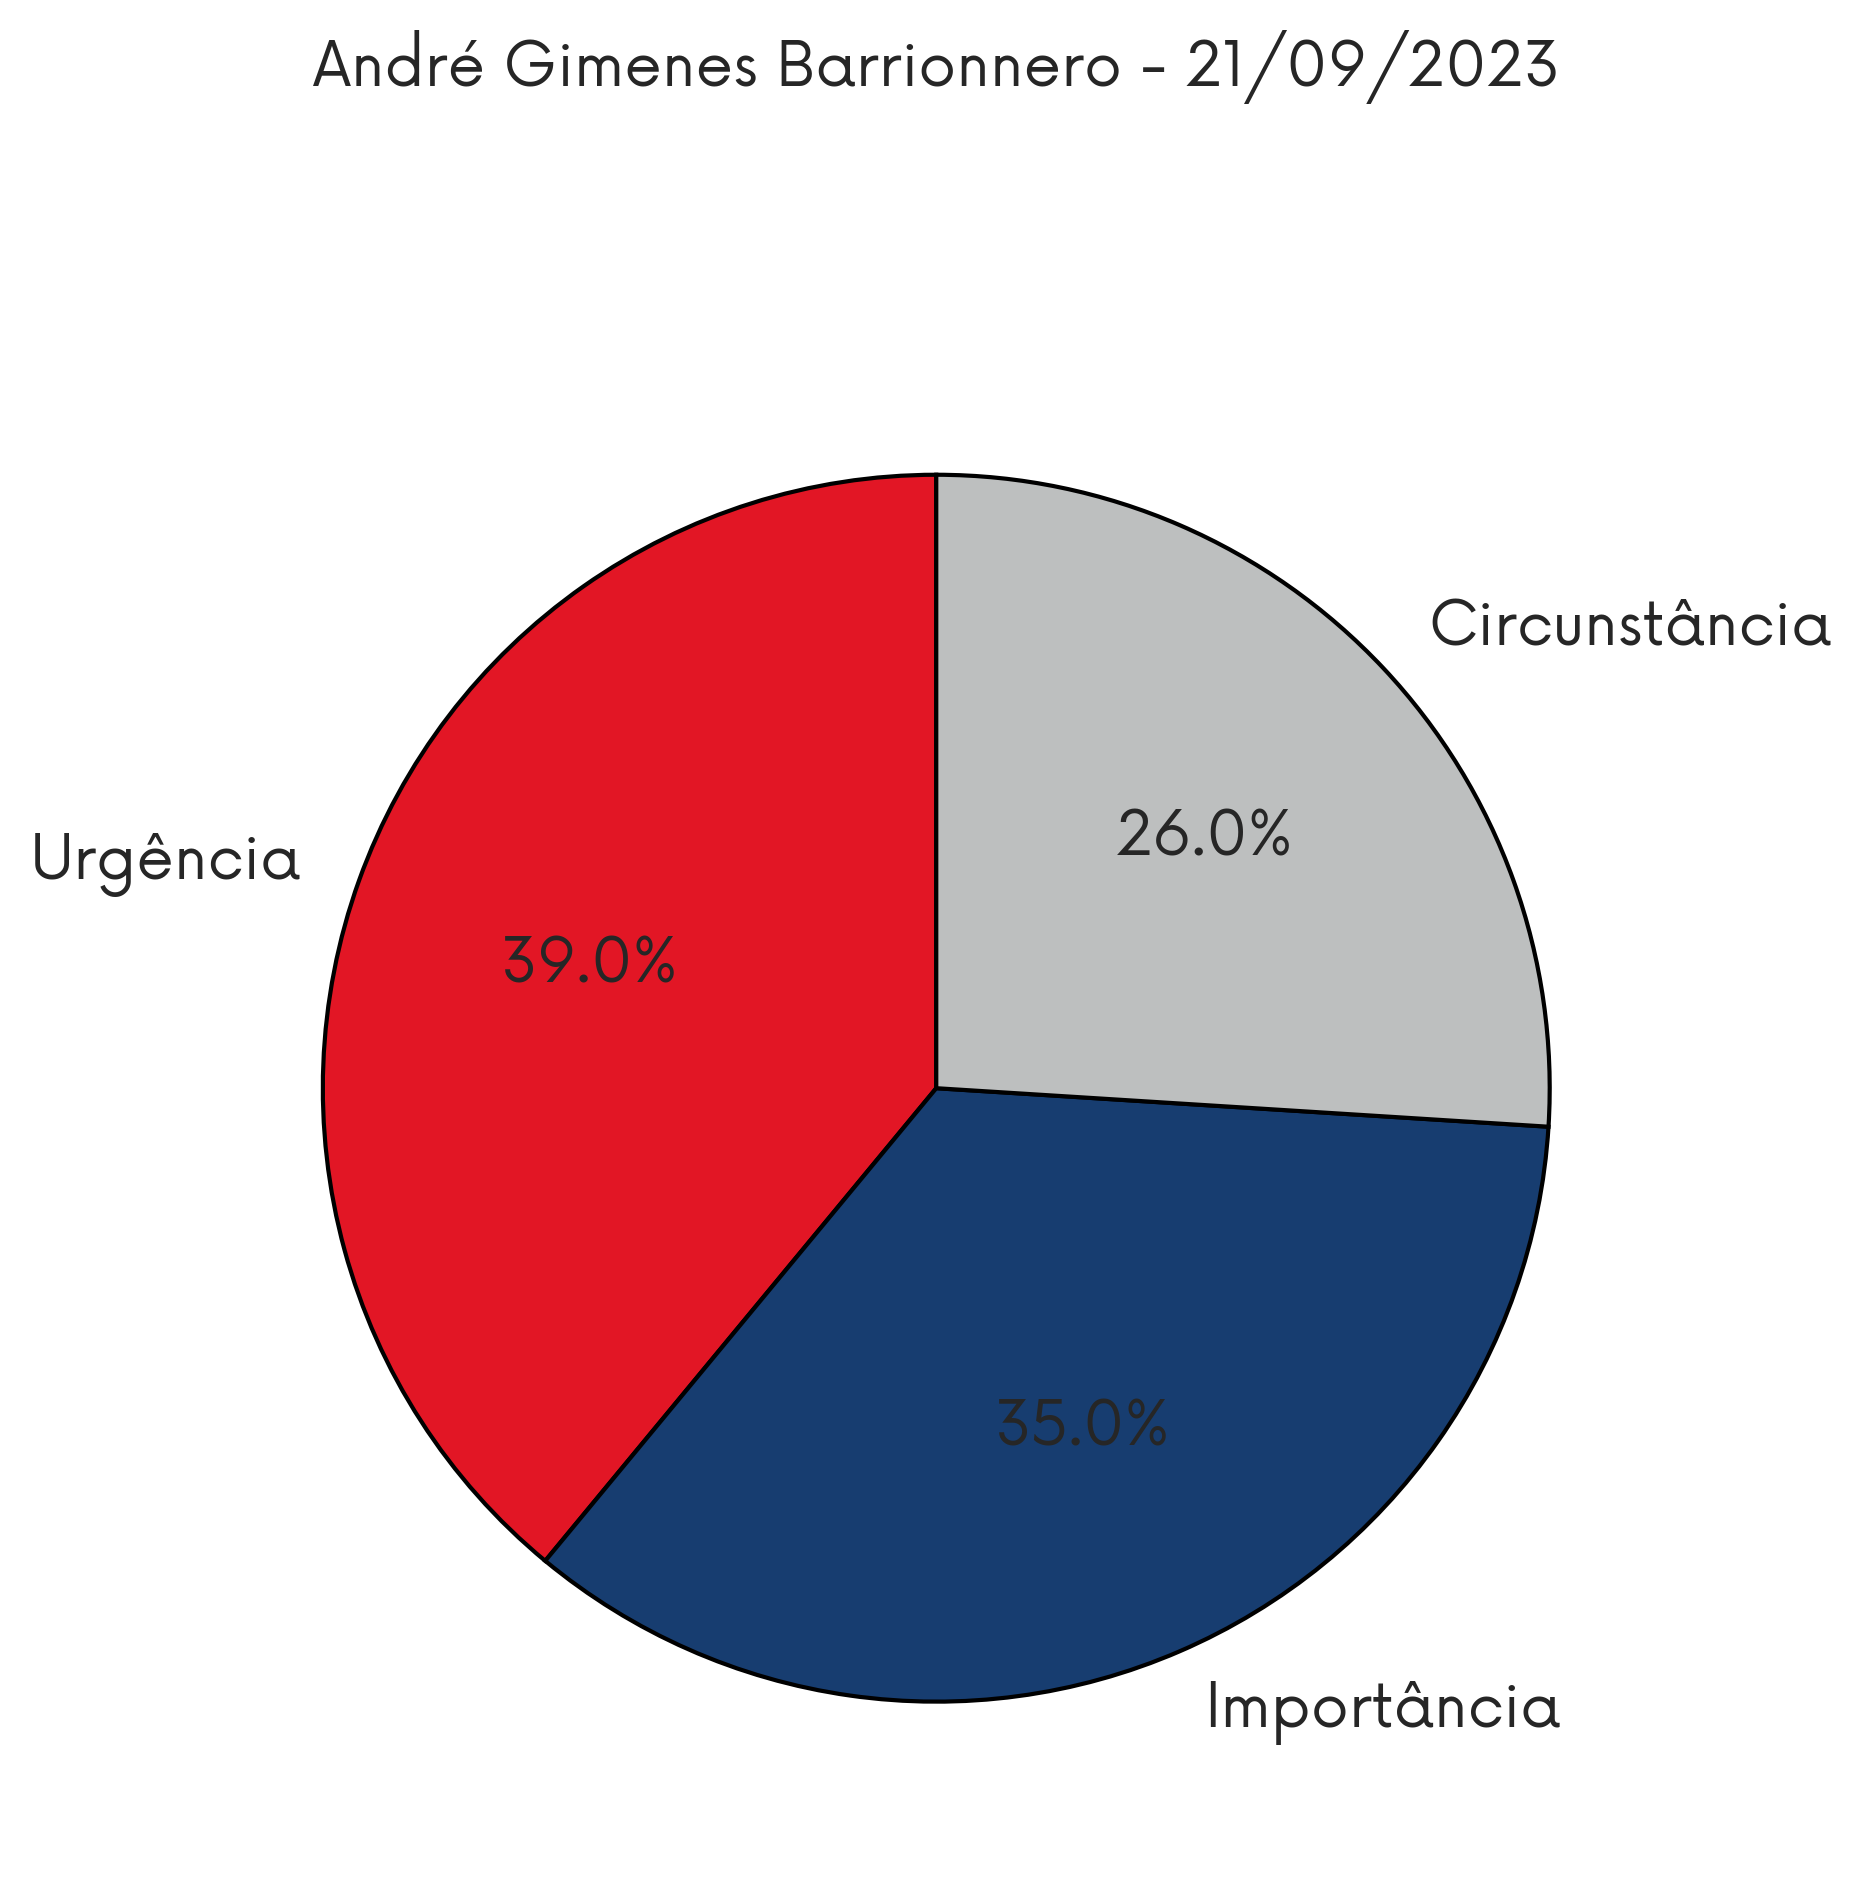 André Gimenes Barrionnero - 21/09/2023
Circunstância
26.0%
Urgência
39.0%
35.0%
Importância